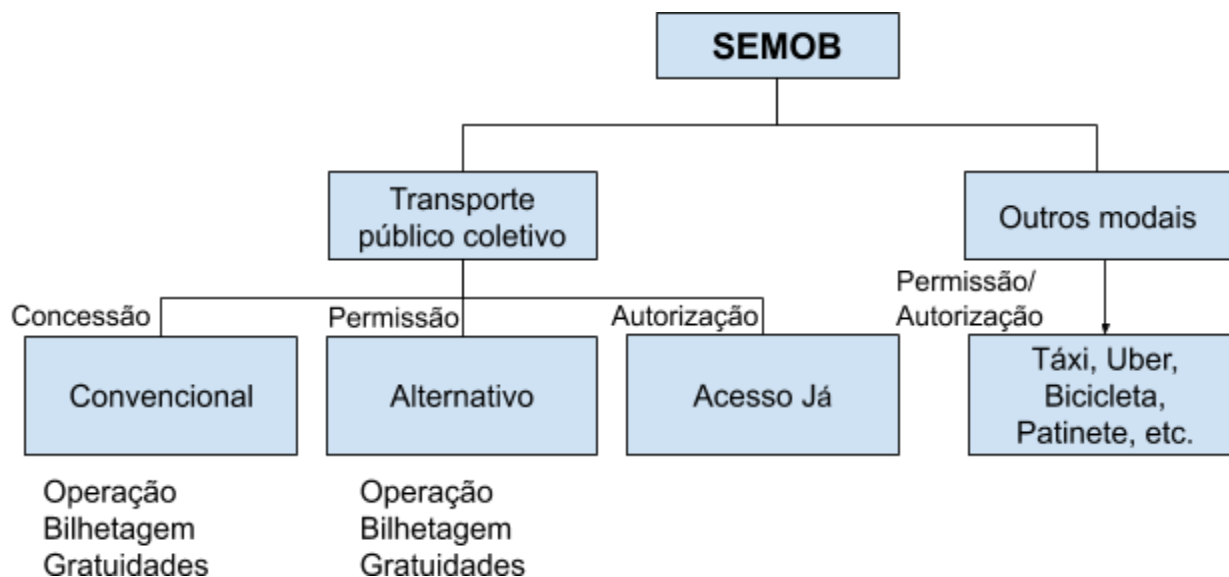 SEMOB
Transporte
público coletivo
Outros modais
Concessão
Permissão
Autorização
Permissão/
Autorização
Convencional
Alternativo
Acesso Já
Táxi, Uber,
Bicicleta,
Patinete, etc.
Operação
Bilhetagem
Gratuidades
Operação
Bilhetagem
Gratuidades